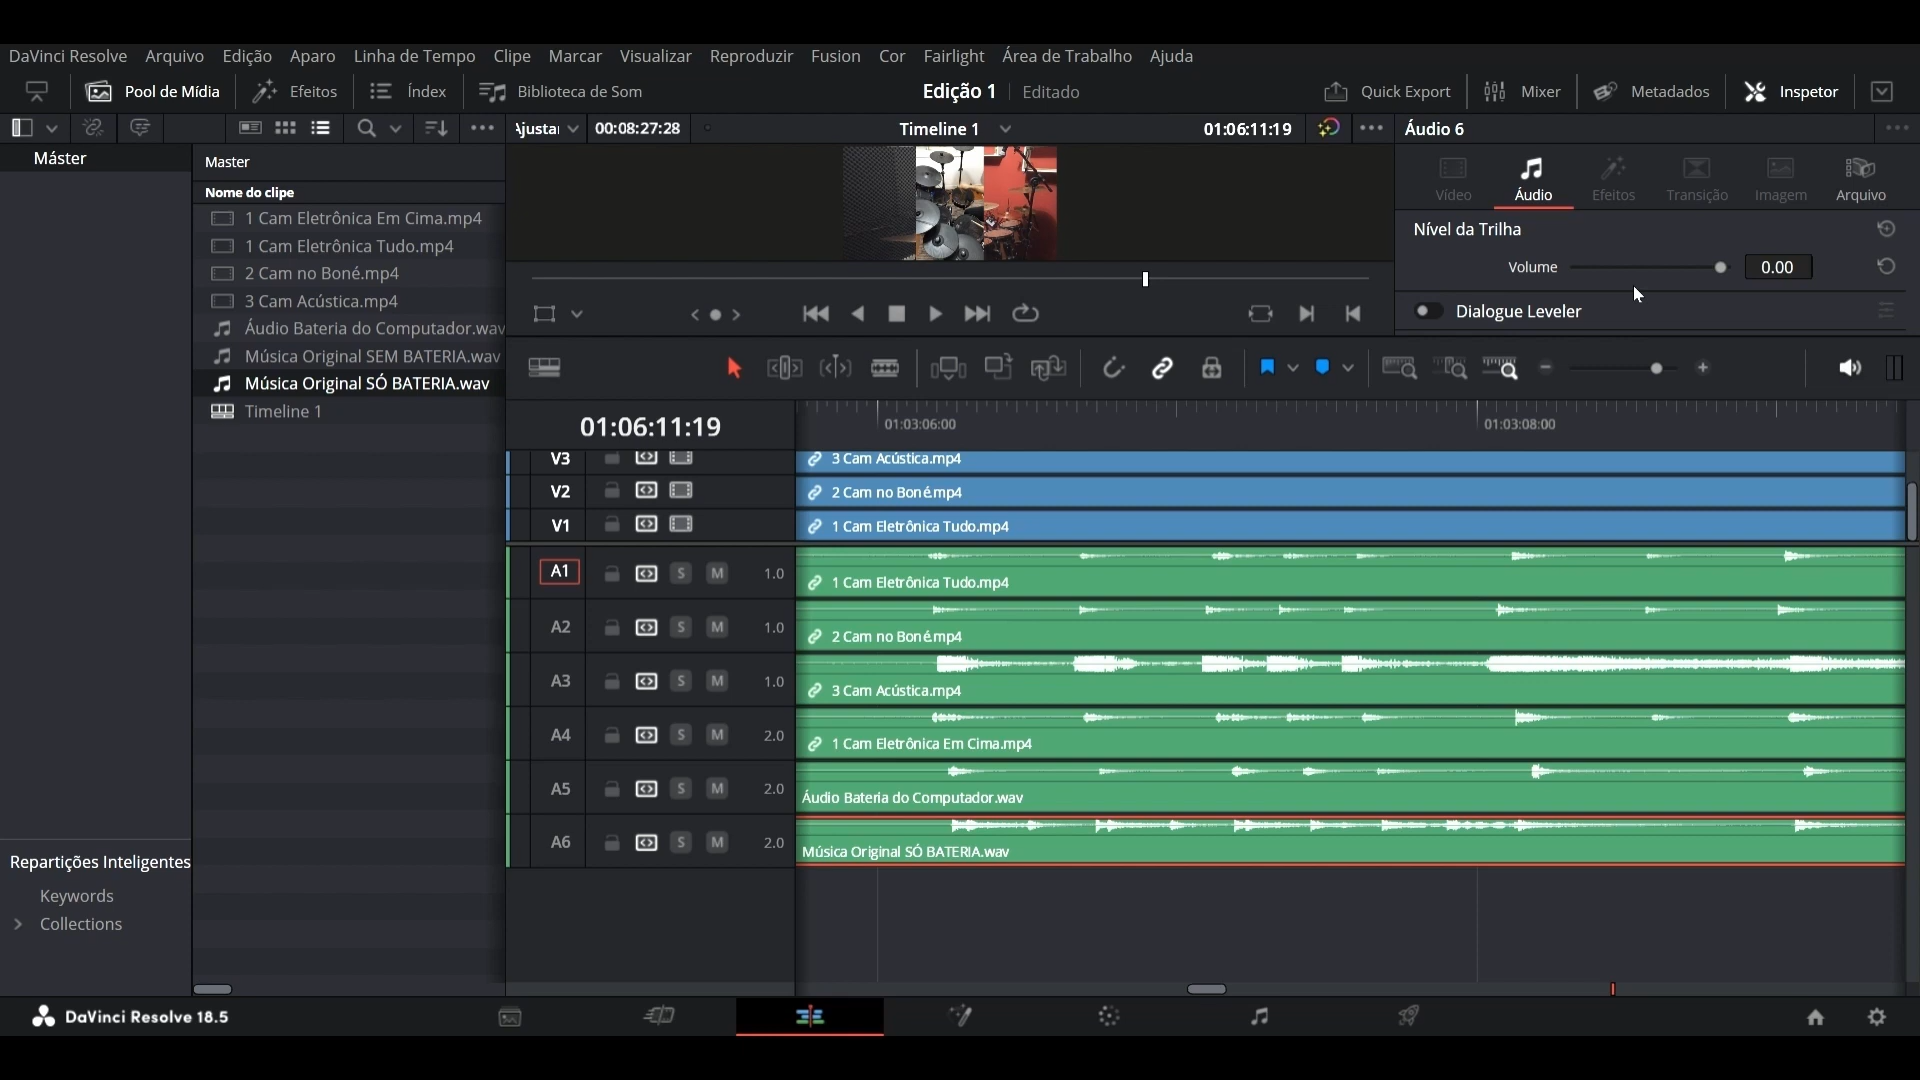 DaVinci Resolve Arquivo Edição Aparo Linha de Tempo Clipe Marcar Visualizar Reproduzir Fusion Cor Fairlight Área de Trabalho Ajuda
Pool de Mídia Efeitos Índex Biblioteca de Som Edição 1 Editado Quick Export Mixer Metadados Inspetor
Ajustar 00:08:27:28 Timeline 1 01:06:11:19 Áudio 6
Máster
Master
Nome do clipe
1 Cam Eletrônica Em Cima.mp4
1 Cam Eletrônica Tudo.mp4
2 Cam no Boné.mp4
3 Cam Acústica.mp4
Áudio Bateria do Computador.wav
Música Original SEM BATERIA.wav
Música Original SÓ BATERIA.wav
Timeline 1
Vídeo Áudio Efeitos Transição Imagem Arquivo
Nível da Trilha
Volume 0.00
Dialogue Leveler
01:06:11:19 01:03:06:00 01:03:08:00
V3 3 Cam Acústica.mp4
V2 2 Cam no Boné.mp4
V1 1 Cam Eletrônica Tudo.mp4
A1 S M 1.0 1 Cam Eletrônica Tudo.mp4
A2 S M 1.0 2 Cam no Boné.mp4
A3 S M 1.0 3 Cam Acústica.mp4
A4 S M 2.0 1 Cam Eletrônica Em Cima.mp4
A5 S M 2.0 Áudio Bateria do Computador.wav
A6 S M 2.0 Música Original SÓ BATERIA.wav
Repartições Inteligentes
Keywords
Collections
DaVinci Resolve 18.5